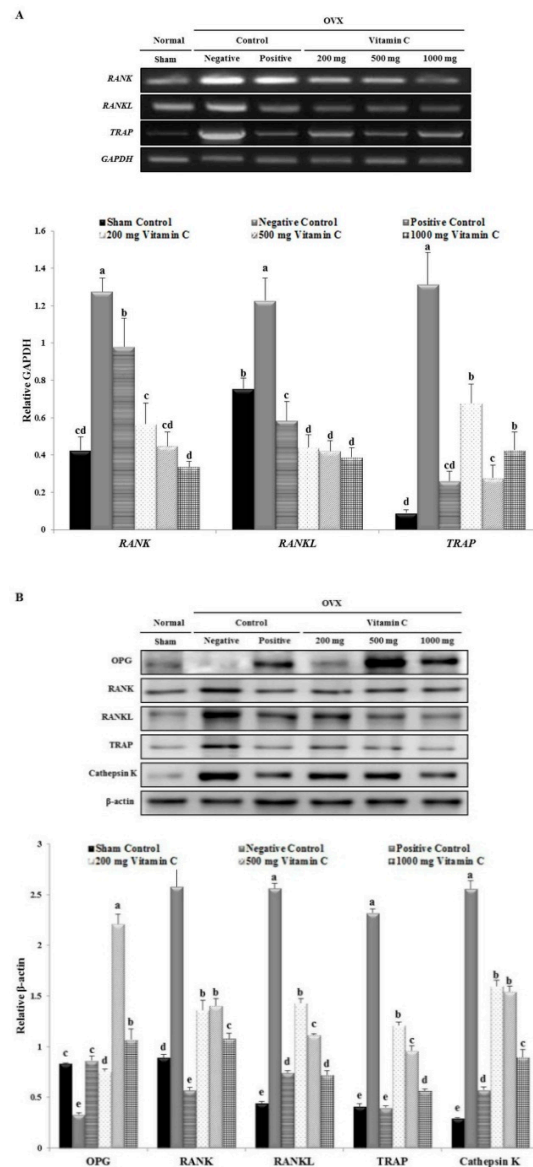 A
OVX
Normal Control Vitamin C
Sham Negative Positive 200 mg 500 mg 1000 mg
RANK
RANKL
TRAP
GAPDH
Sham Control Negative Control Positive Control
200 mg Vitamin C 500 mg Vitamin C 1000 mg Vitamin C
Relative GAPDH
1.6
1.4
1.2
1
0.8
0.6
0.4
0.2
0
cd a b c cd d
b a c d d d
d a cd b c b
RANK RANKL TRAP
B
OVX
Normal Control Vitamin C
Sham Negative Positive 200 mg 500 mg 1000 mg
OPG
RANK
RANKL
TRAP
Cathepsin K
β-actin
Sham Control Negative Control Positive Control
200 mg Vitamin C 500 mg Vitamin C 1000 mg Vitamin C
Relative β-actin
3
2.5
2
1.5
1
0.5
0
c e c d a b
d e b b c
e a d b c d
e a e c b c d
e a d b b c
OPG RANK RANKL TRAP Cathepsin K